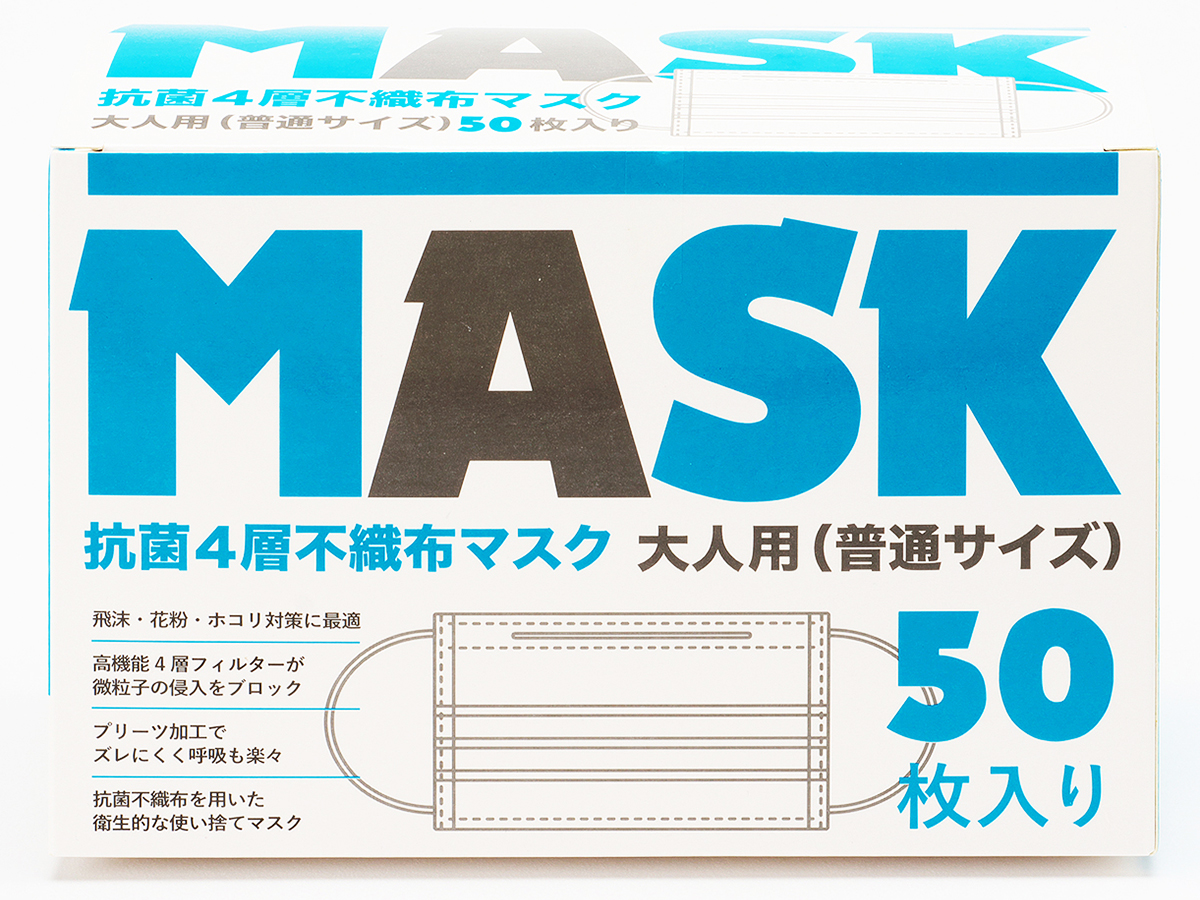 MASK
抗菌4層不織布マスク
大人用(普通サイズ)50枚入り
MASK
抗菌4層不織布マスク 大人用(普通サイズ)
飛沫・花粉・ホコリ対策に最適
高機能4層フィルターが
微粒子の侵入をブロック
プリーツ加工で
ズレにくく呼吸も楽々
抗菌不織布を用いた
衛生的な使い捨てマスク
50
枚入り